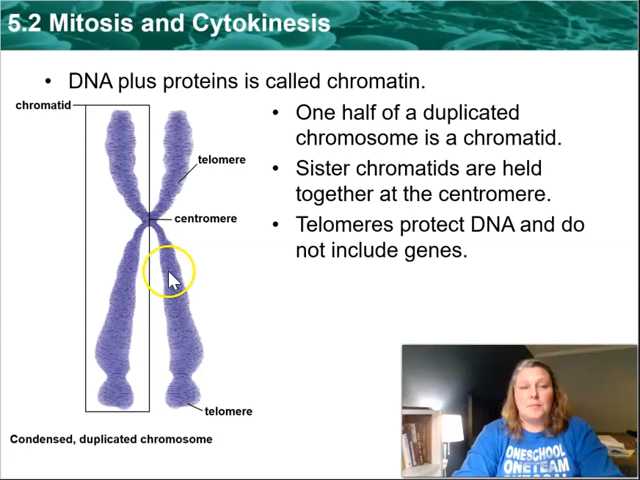 5.2 Mitosis and Cytokinesis
• DNA plus proteins is called chromatin.
chromatid
telomere
centromere
telomere
Condensed, duplicated chromosome
• One half of a duplicated
chromosome is a chromatid.
• Sister chromatids are held
together at the centromere.
• Telomeres protect DNA and do
not include genes.
ONESCHOOL
ONETEAM